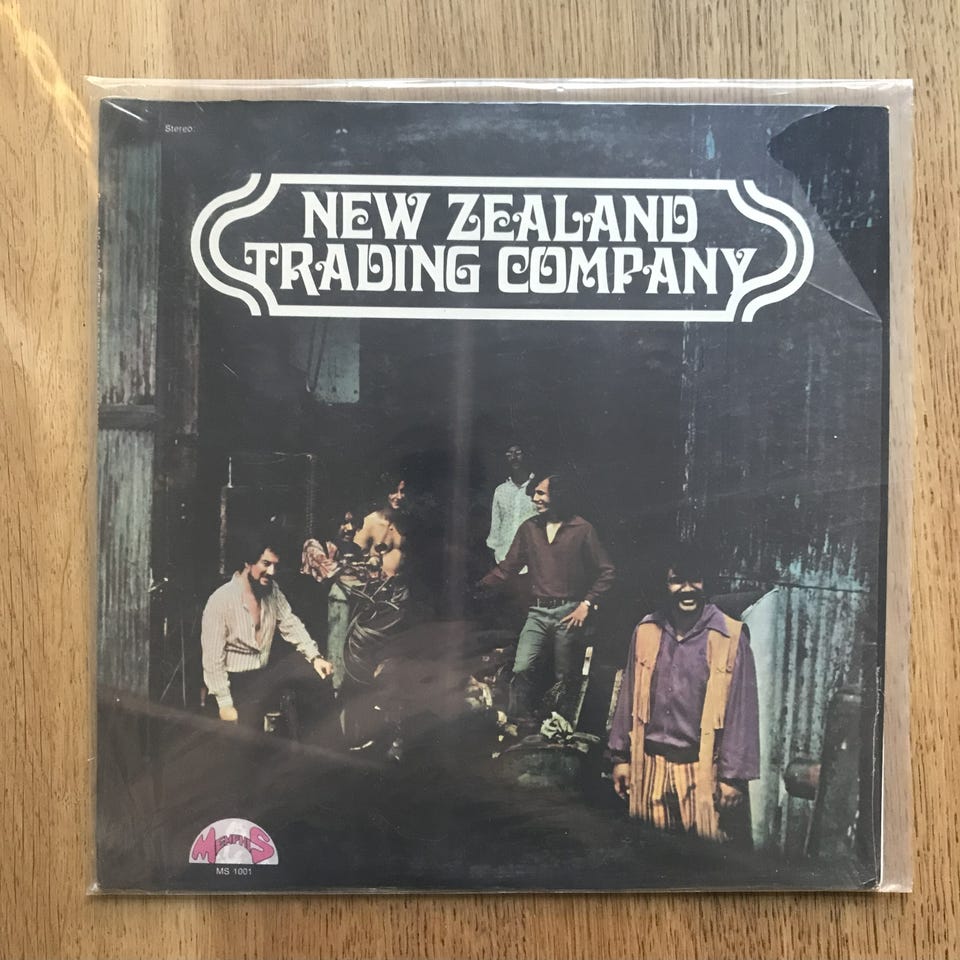 Stereo
NEW ZEALAND
TRADING COMPANY
MEMPHIS
MS 1001